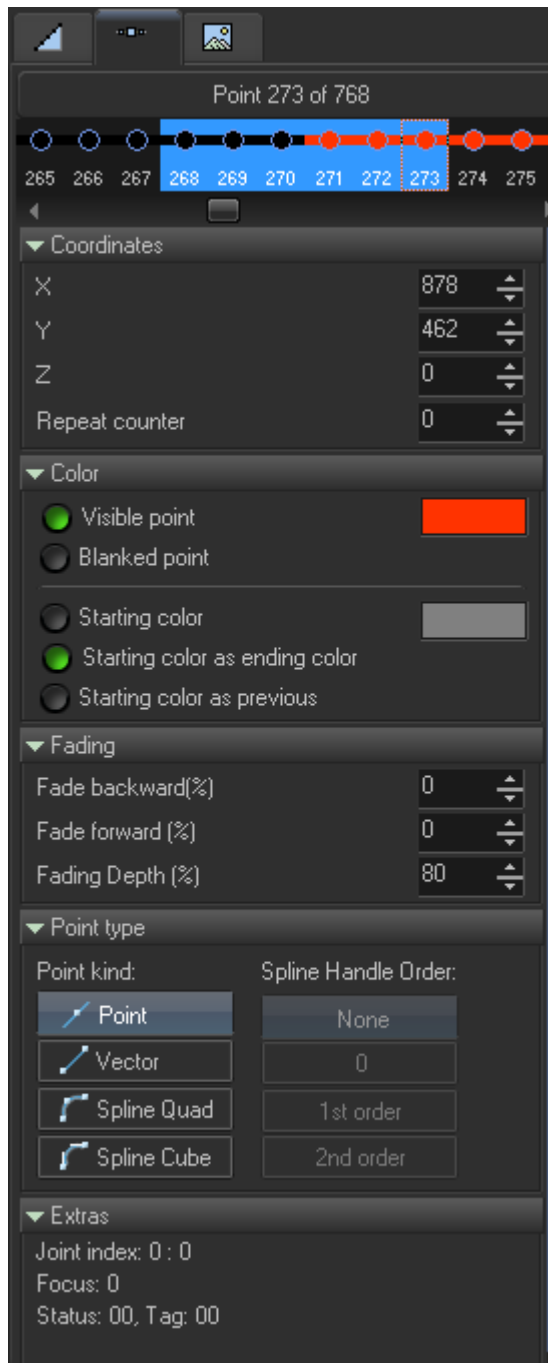 Point 273 of 768
265 266 267 268 269 270 271 272 273 274 275
Coordinates
X 878
Y 462
Z 0
Repeat counter 0
Color
Visible point
Blanked point
Starting color
Starting color as ending color
Starting color as previous
Fading
Fade backward(%) 0
Fade forward (%) 0
Fading Depth (%) 80
Point type
Point kind: Spline Handle Order:
Point None
Vector 0
Spline Quad 1st order
Spline Cube 2nd order
Extras
Joint index: 0 : 0
Focus: 0
Status: 00, Tag: 00